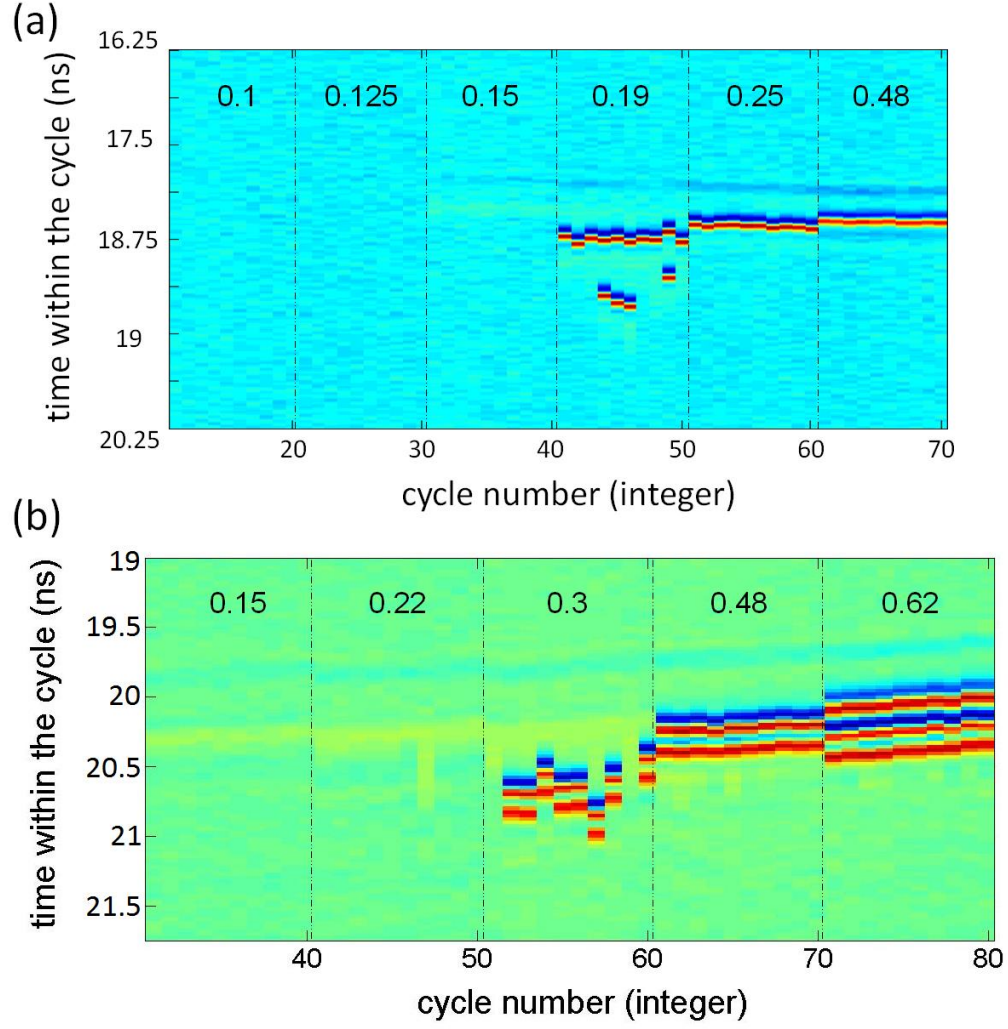 (a)
16.25
17.5
18.75
19
20.25
time within the cycle (ns)
0.1 0.125 0.15 0.19 0.25 0.48
20 30 40 50 60 70
cycle number (integer)
(b)
19
19.5
20
20.5
21
21.5
time within the cycle (ns)
0.15 0.22 0.3 0.48 0.62
40 50 60 70 80
cycle number (integer)